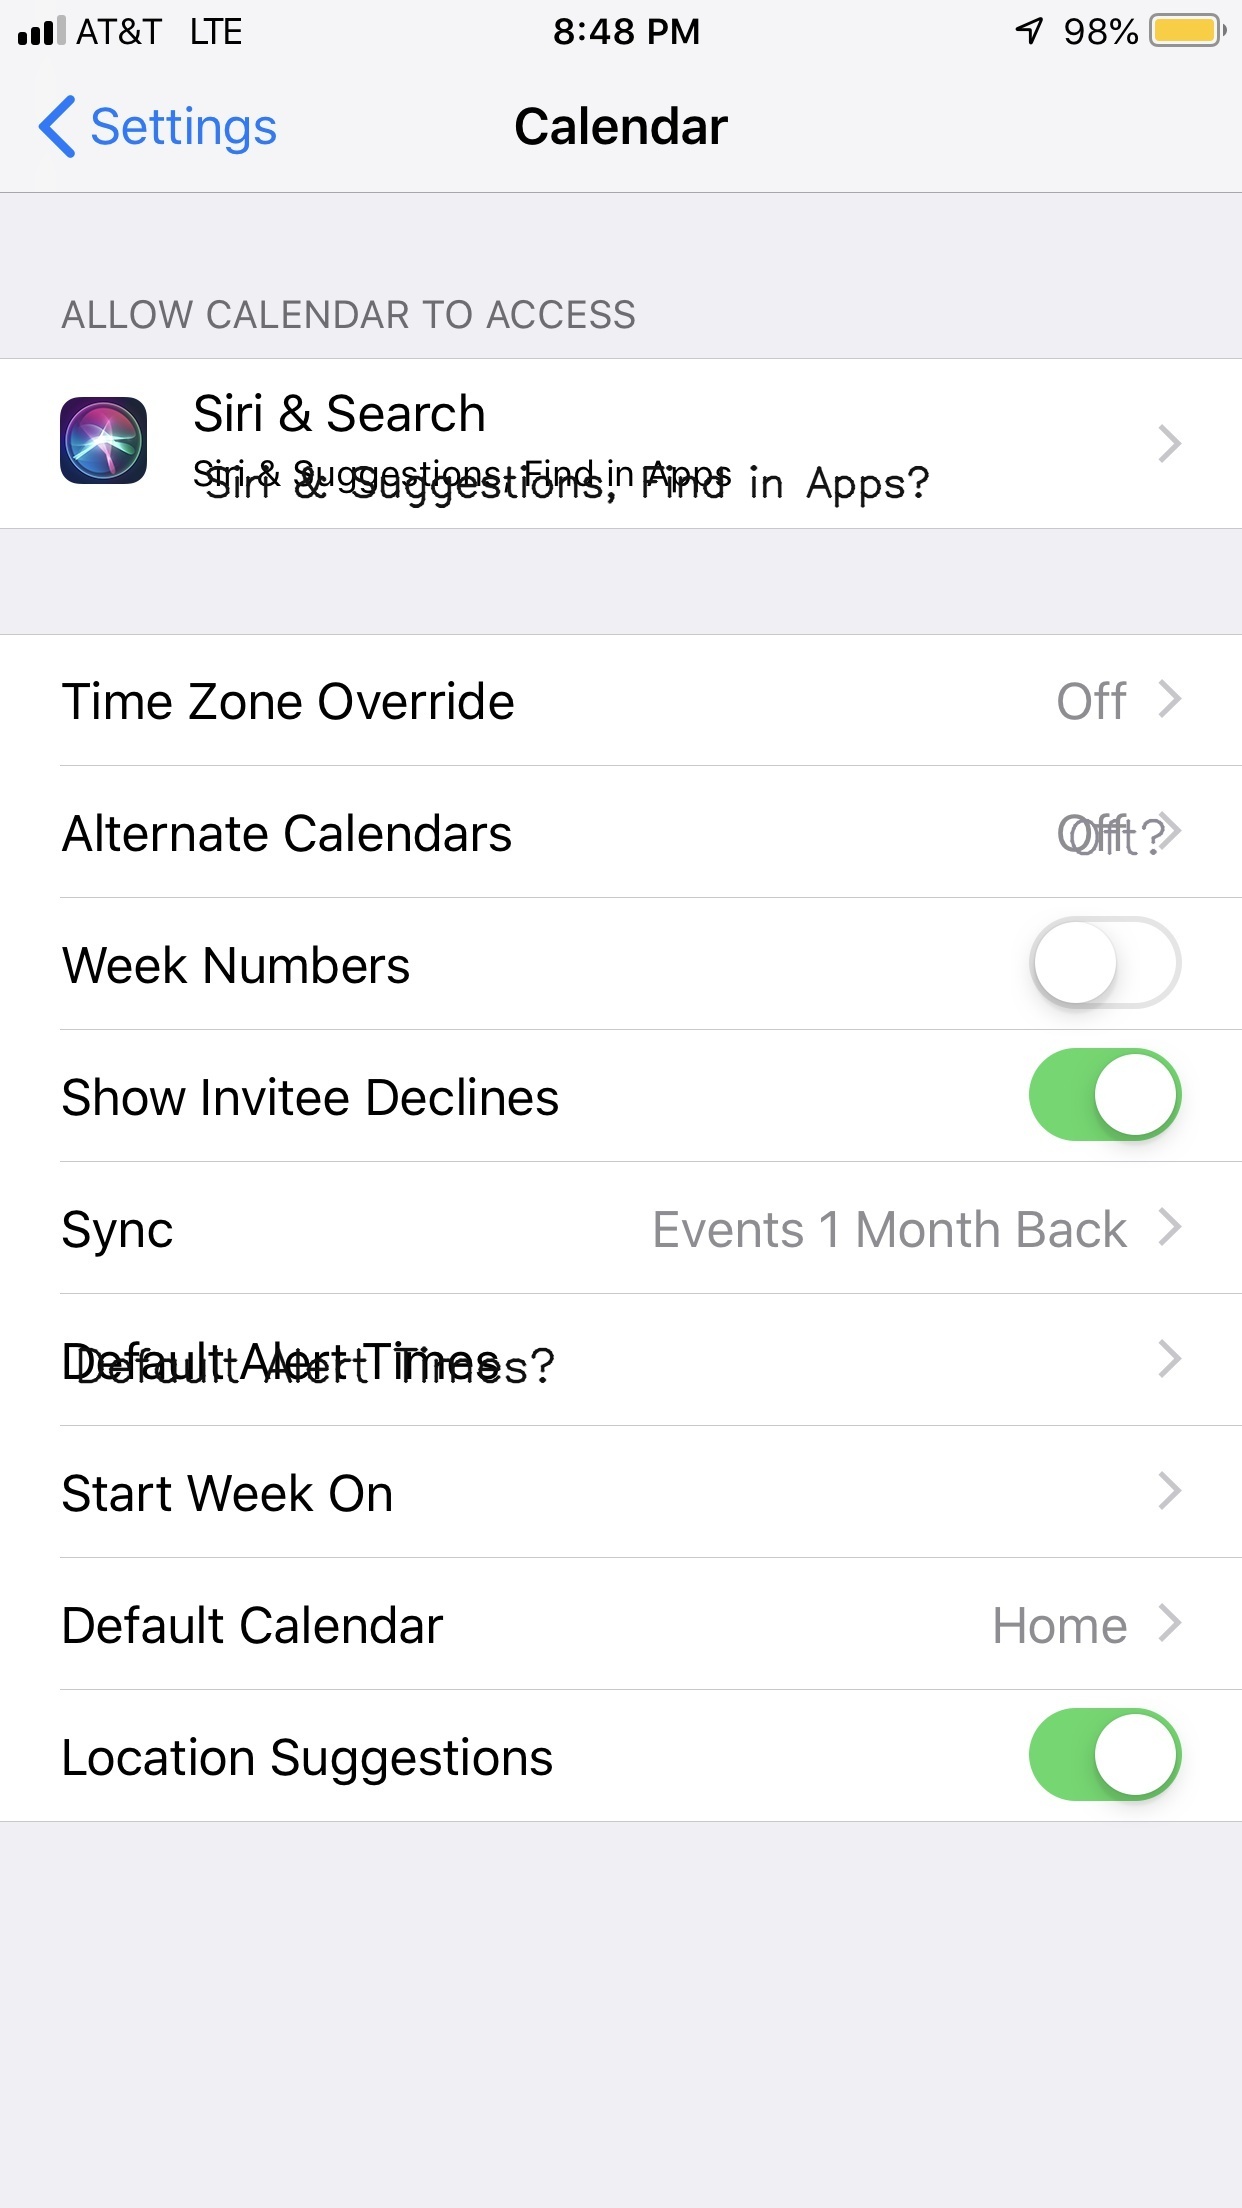 AT&T LTE 8:48 PM 98%
Settings Calendar
ALLOW CALENDAR TO ACCESS
Siri & Search
Siri & Suggestions, Find in Apps
Siri & Suggestions, Find in Apps?
Time Zone Override Off
Alternate Calendars Off
Week Numbers
Show Invitee Declines
Sync Events 1 Month Back
Default Alert Times
Default Alert Times?
Start Week On
Default Calendar Home
Location Suggestions